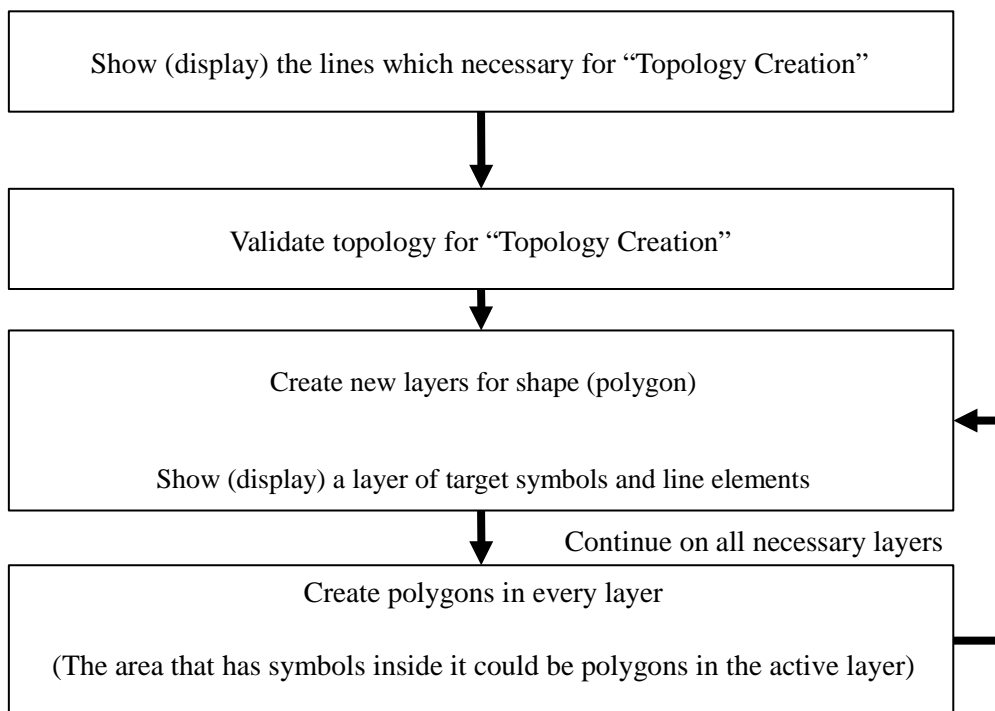 Show (display) the lines which necessary for “Topology Creation”
Validate topology for “Topology Creation”
Create new layers for shape (polygon)
Show (display) a layer of target symbols and line elements
Continue on all necessary layers
Create polygons in every layer
(The area that has symbols inside it could be polygons in the active layer)